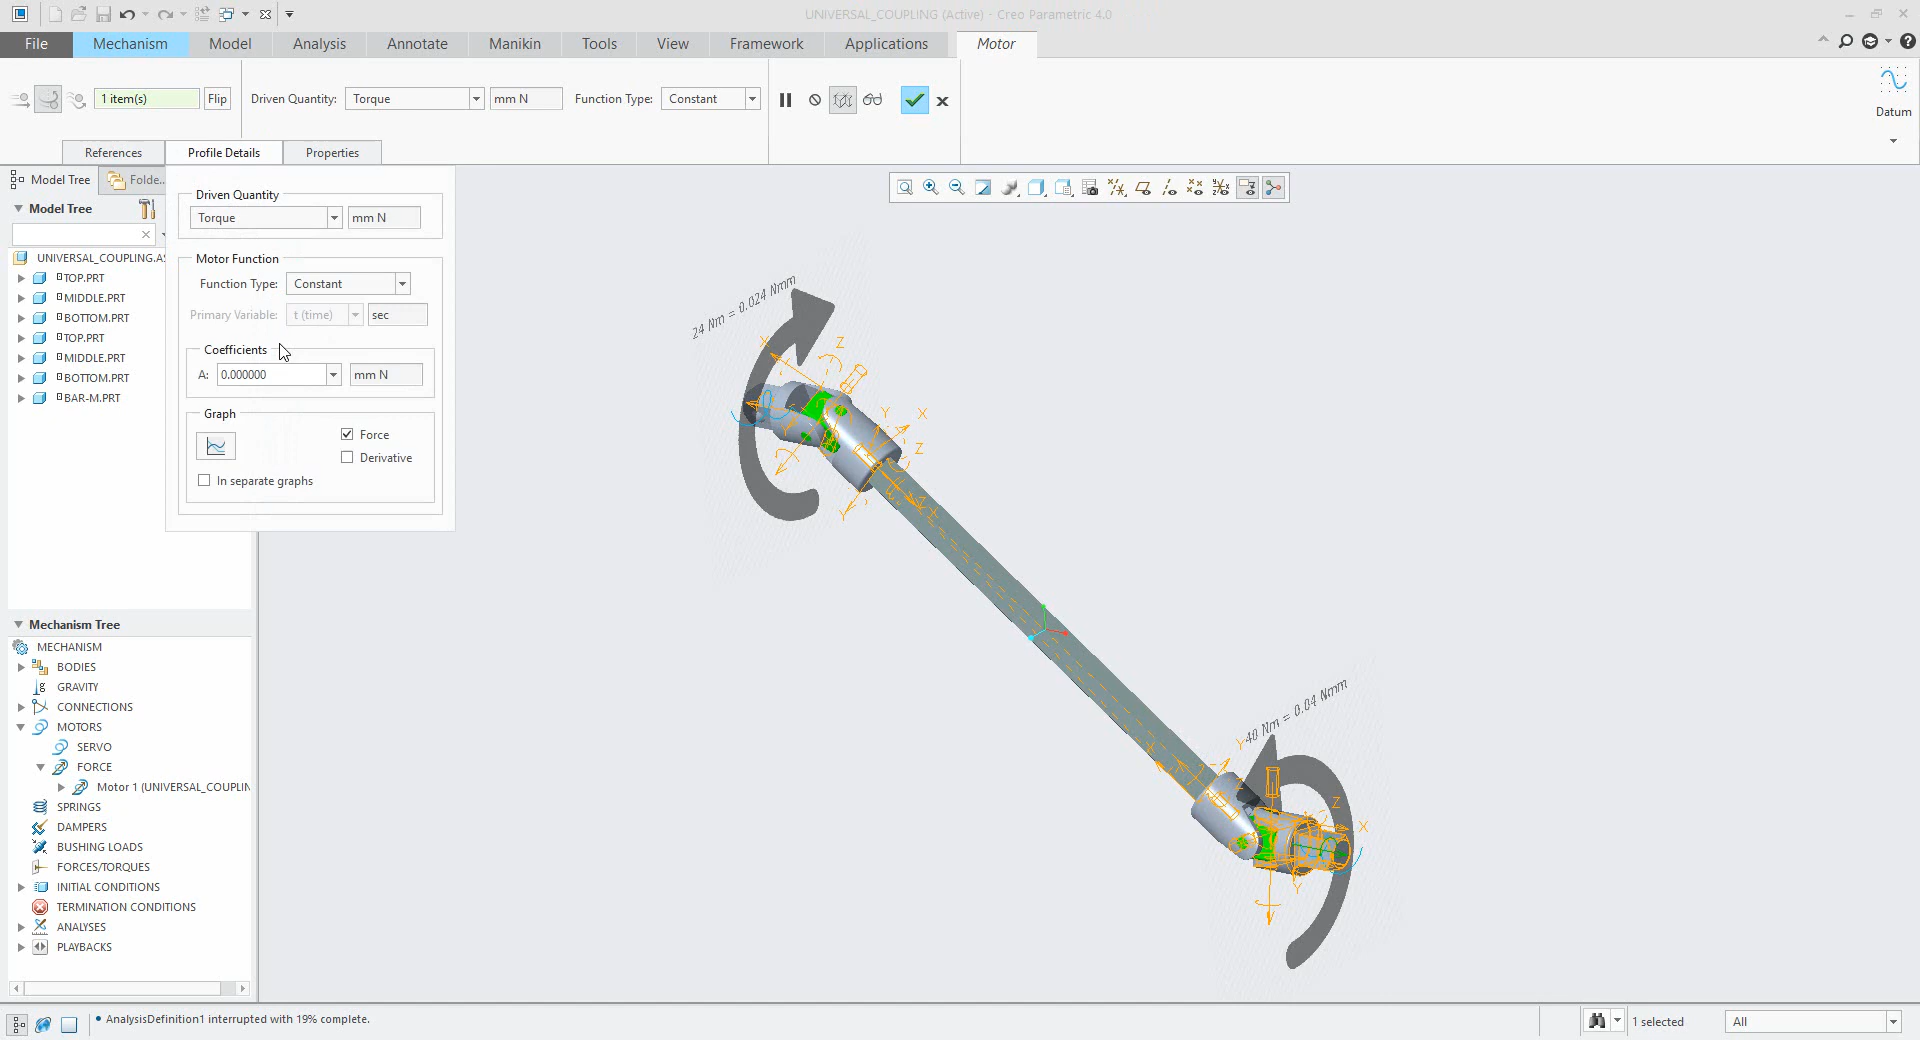 UNIVERSAL_COUPLING (Active) - Creo Parametric 4.0
File
Mechanism
Model
Analysis
Annotate
Manikin
Tools
View
Framework
Applications
Motor
1 item(s)
Flip
Driven Quantity:
Torque
mm N
Function Type:
Constant
Datum
References
Profile Details
Properties
Model Tree
Folde..
Model Tree
UNIVERSAL_COUPLING.AS
TOP.PRT
MIDDLE.PRT
BOTTOM.PRT
TOP.PRT
MIDDLE.PRT
BOTTOM.PRT
BAR-M.PRT
Driven Quantity
Torque
mm N
Motor Function
Function Type:
Constant
Primary Variable:
t (time)
sec
Coefficients
A:
0.000000
mm N
Graph
Force
Derivative
In separate graphs
Mechanism Tree
MECHANISM
BODIES
GRAVITY
CONNECTIONS
MOTORS
SERVO
FORCE
Motor 1 (UNIVERSAL_COUPLIN
SPRINGS
DAMPERS
BUSHING LOADS
FORCES/TORQUES
INITIAL CONDITIONS
TERMINATION CONDITIONS
ANALYSES
PLAYBACKS
24 Nm = 0.024 Nmm
X
Z
Y
X
Z
Y
40 Nm = 0.04 Nmm
Y
X
Z
Z
X
Y
AnalysisDefinition1 interrupted with 19% complete.
1 selected
All